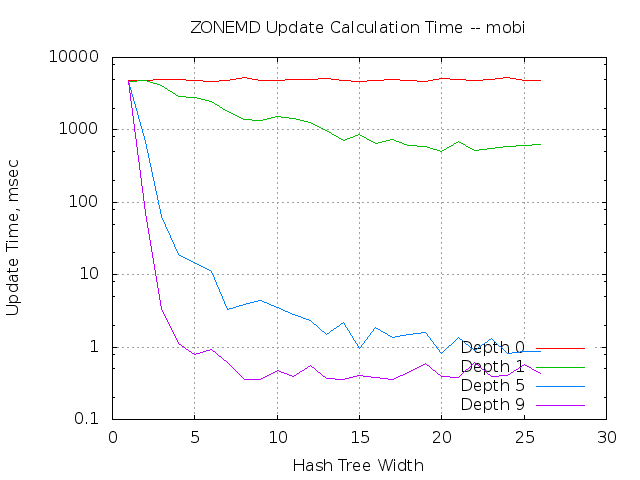 ZONEMD Update Calculation Time -- mobi
10000
1000
100
10
1
0.1
Update Time, msec
0 5 10 15 20 25 30
Hash Tree Width
Depth 0
Depth 1
Depth 5
Depth 9